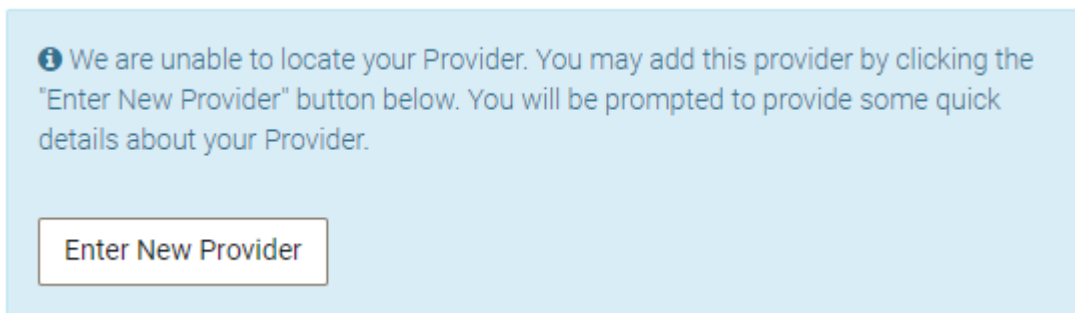 We are unable to locate your Provider. You may add this provider by clicking the
"Enter New Provider" button below. You will be prompted to provide some quick
details about your Provider.
Enter New Provider